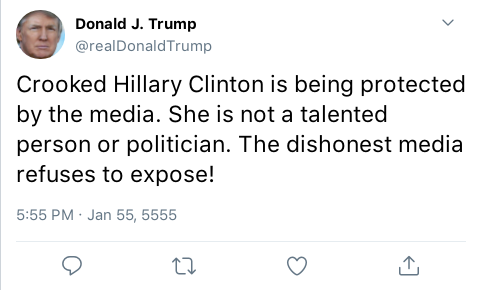 Donald J. Trump
@realDonaldTrump
Crooked Hillary Clinton is being protected
by the media. She is not a talented
person or politician. The dishonest media
refuses to expose!
5:55 PM · Jan 55, 5555